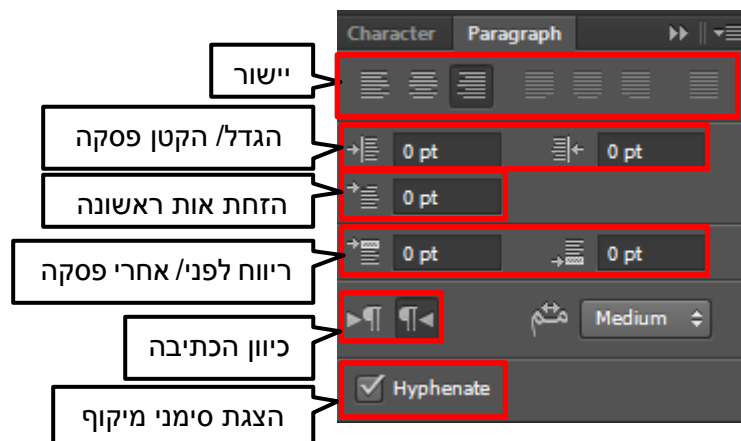 Character Paragraph
יישור
הגדל/ הקטן פסקה
0 pt 0 pt
הזחת אות ראשונה
0 pt
ריווח לפני/ אחרי פסקה
0 pt 0 pt
כיוון הכתיבה
Medium
הצגת סימני מיקוף
Hyphenate